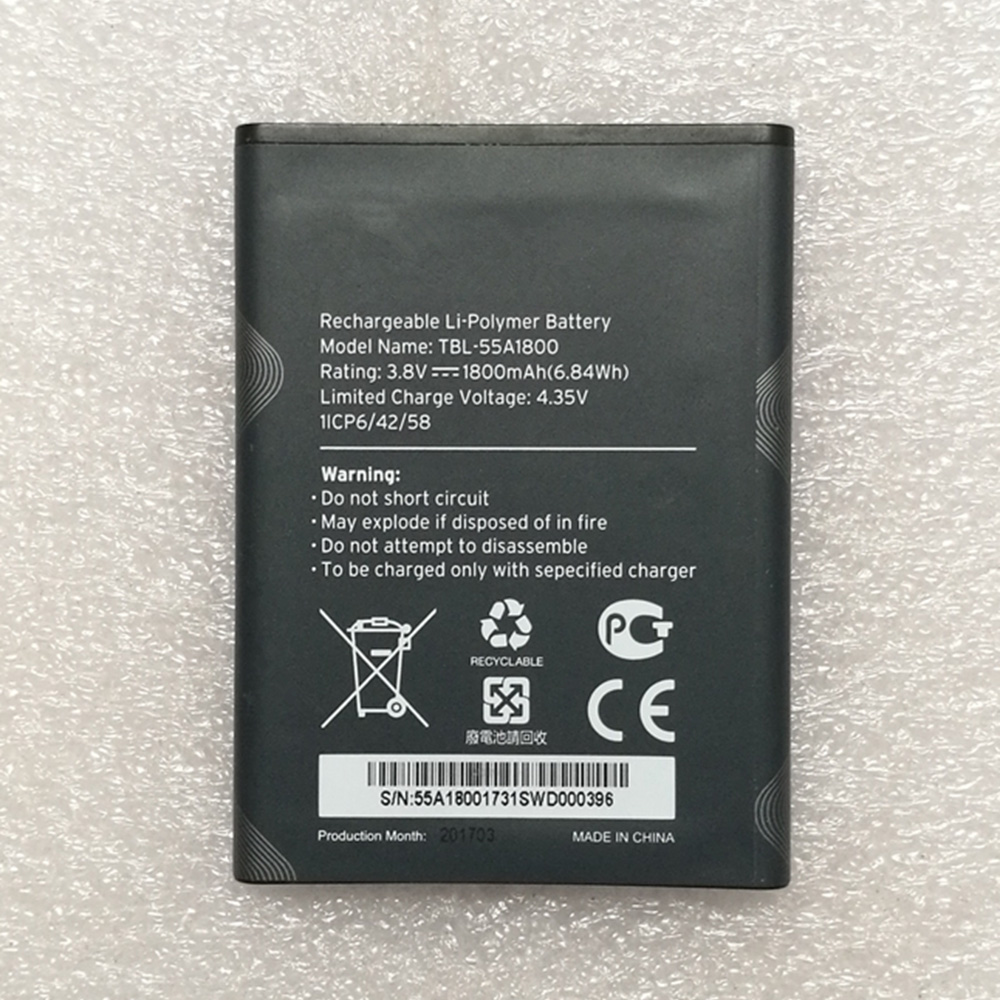 Rechargeable Li-Polymer Battery
Model Name: TBL-55A1800
Rating: 3.8V ⎓ 1800mAh(6.84Wh)
Limited Charge Voltage: 4.35V
1ICP6/42/58
Warning:
· Do not short circuit
· May explode if disposed of in fire
· Do not attempt to disassemble
· To be charged only with sepecified charger
RECYCLABLE
PCT
廢電池請回收
CE
S/N:55A18001731SWD000396
Production Month: 201703
MADE IN CHINA